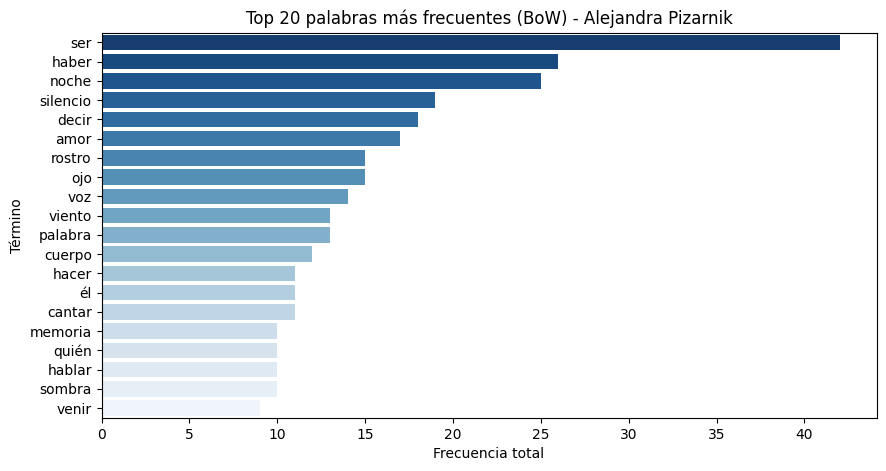 Top 20 palabras más frecuentes (BoW) - Alejandra Pizarnik
Término
ser
haber
noche
silencio
decir
amor
rostro
ojo
voz
viento
palabra
cuerpo
hacer
él
cantar
memoria
quién
hablar
sombra
venir
0 5 10 15 20 25 30 35 40
Frecuencia total